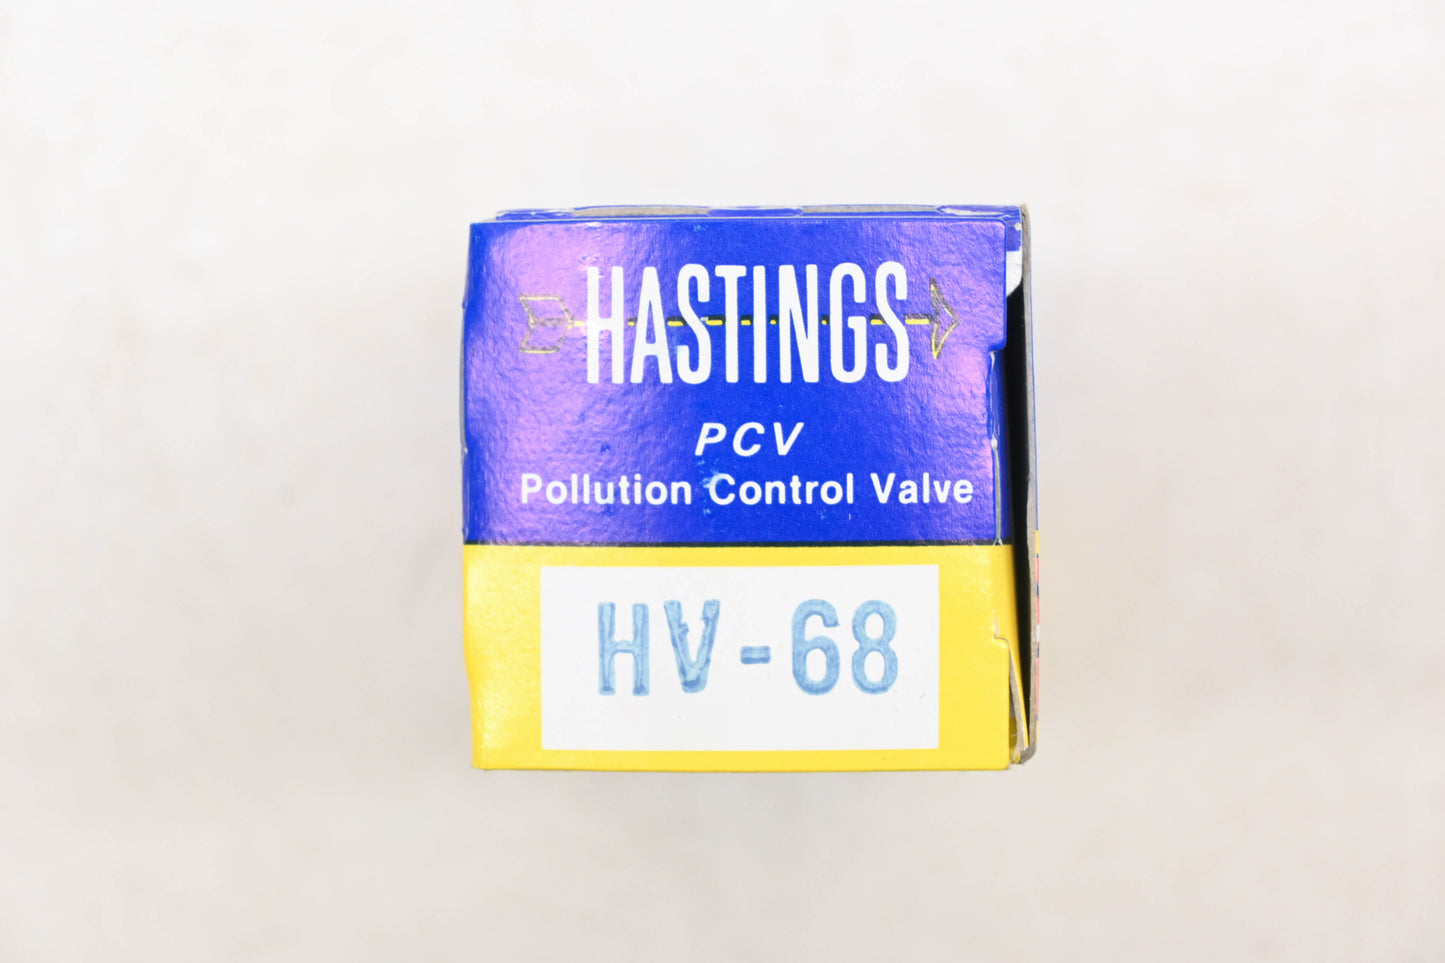 HASTINGS
PCV
Pollution Control Valve
HV-68